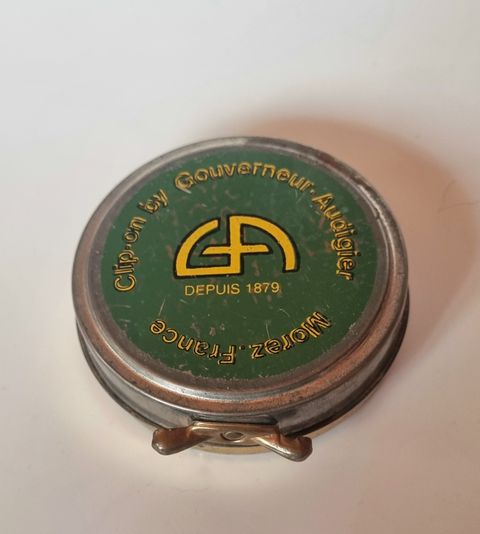 Clip-on by Gouverneur-Audigier
GA
DEPUIS 1879
Morez.France